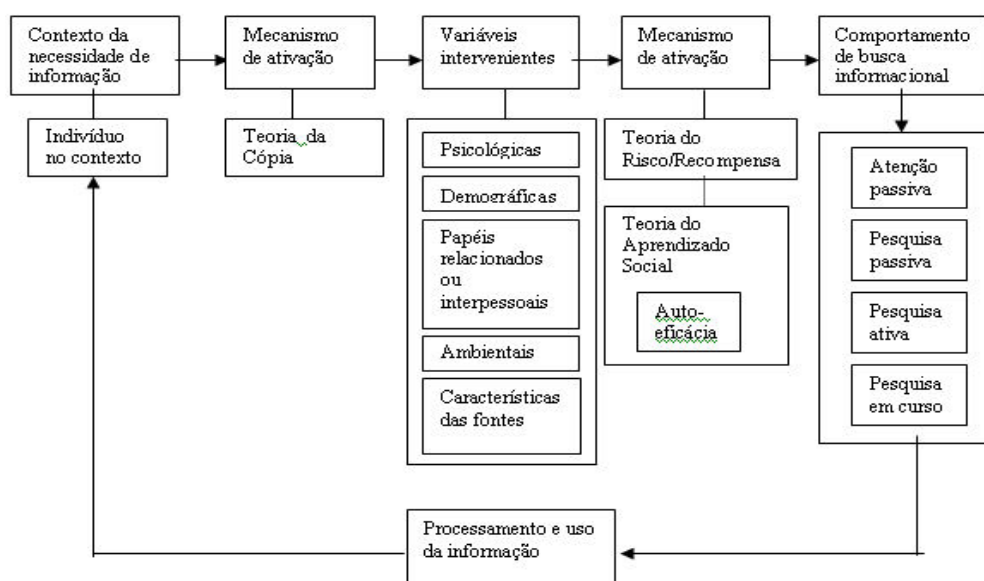 Contexto da
necessidade de
informação
Mecanismo
de ativação
Variáveis
intervenientes
Mecanismo
de ativação
Comportamento
de busca
informacional
Indivíduo
no contexto
Teoria da
Cópia
Psicológicas
Demográficas
Papéis
relacionados
ou
interpessoais
Ambientais
Características
das fontes
Teoria do
Risco/Recompensa
Teoria do
Aprendizado
Social
Auto-
eficácia
Atenção
passiva
Pesquisa
passiva
Pesquisa
ativa
Pesquisa
em curso
Processamento e uso
da informação